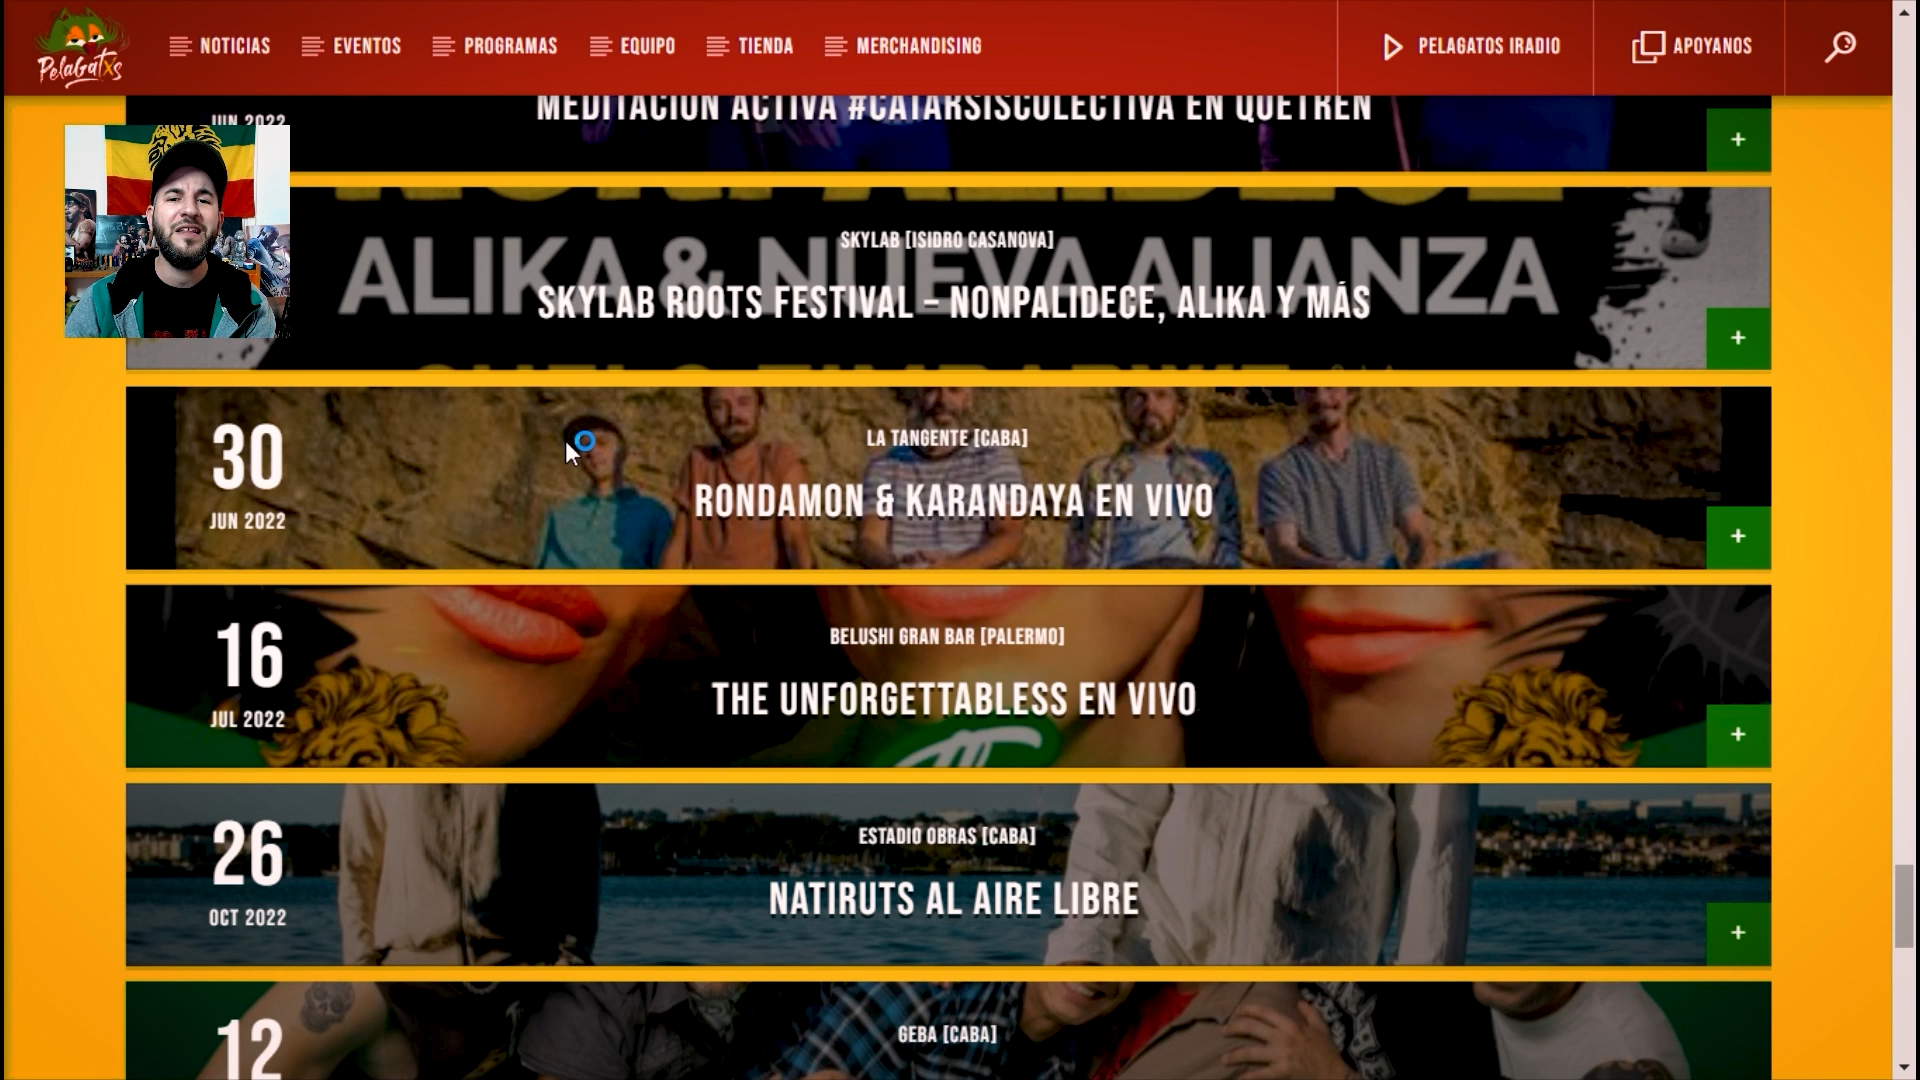 PelaGatxs
NOTICIAS
EVENTOS
PROGRAMAS
EQUIPO
TIENDA
MERCHANDISING
PELAGATOS IRADIO
APOYANOS
JUN 2022
MEDITACIÓN ACTIVA #CATARSISCOLECTIVA EN QUETREN
+
ALIKA & NUEVA ALIANZA
SKYLAB [ISIDRO CASANOVA]
SKYLAB ROOTS FESTIVAL – NONPALIDECE, ALIKA Y MÁS
+
30
JUN 2022
LA TANGENTE [CABA]
RONDAMON & KARANDAYA EN VIVO
+
16
JUL 2022
BELUSHI GRAN BAR [PALERMO]
THE UNFORGETTABLESS EN VIVO
+
26
OCT 2022
ESTADIO OBRAS [CABA]
NATIRUTS AL AIRE LIBRE
+
12
GEBA [CABA]